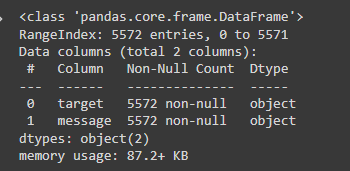 <class 'pandas.core.frame.DataFrame'>
RangeIndex: 5572 entries, 0 to 5571
Data columns (total 2 columns):
 #   Column   Non-Null Count  Dtype
---  ------   --------------  -----
 0   target   5572 non-null   object
 1   message  5572 non-null   object
dtypes: object(2)
memory usage: 87.2+ KB